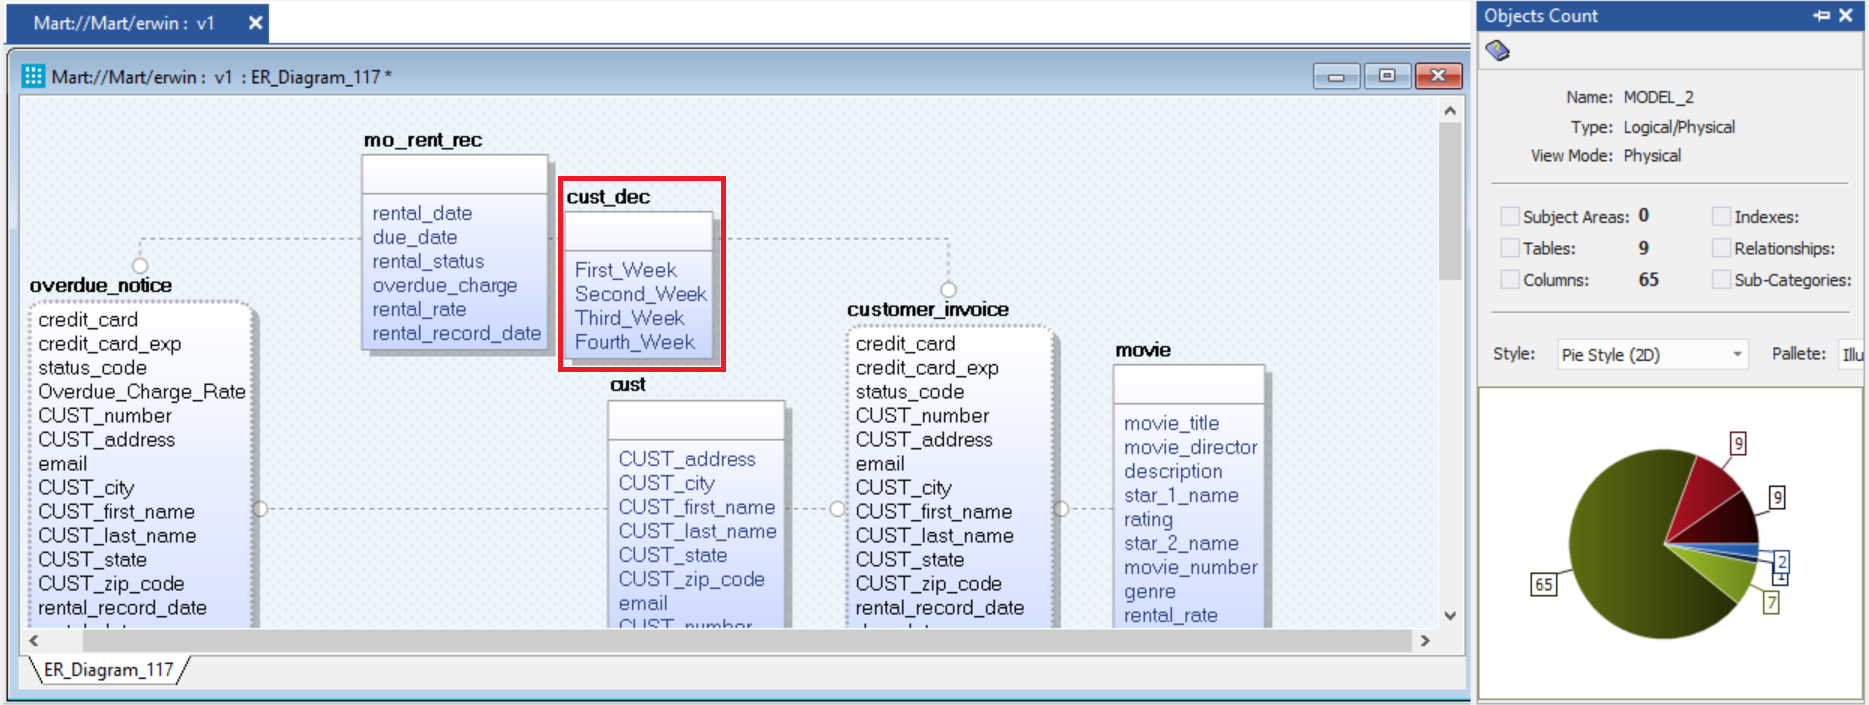 Mart://Mart/erwin : v1
Objects Count
Mart://Mart/erwin : v1 : ER_Diagram_117 *
mo_rent_rec
rental_date
due_date
rental_status
overdue_charge
rental_rate
rental_record_date
cust_dec
First_Week
Second_Week
Third_Week
Fourth_Week
overdue_notice
credit_card
credit_card_exp
status_code
Overdue_Charge_Rate
CUST_number
CUST_address
email
CUST_city
CUST_first_name
CUST_last_name
CUST_state
CUST_zip_code
rental_record_date
cust
CUST_address
CUST_city
CUST_first_name
CUST_last_name
CUST_state
CUST_zip_code
email
CUST_number
customer_invoice
credit_card
credit_card_exp
status_code
CUST_number
CUST_address
email
CUST_city
CUST_first_name
CUST_last_name
CUST_state
CUST_zip_code
rental_record_date
movie
movie_title
movie_director
description
star_1_name
rating
star_2_name
movie_number
genre
rental_rate
ER_Diagram_117
Name: MODEL_2
Type: Logical/Physical
View Mode: Physical
Subject Areas: 0 Indexes:
Tables: 9 Relationships:
Columns: 65 Sub-Categories:
Style: Pie Style (2D) Pallete: Illu
9
9
2
1
7
65